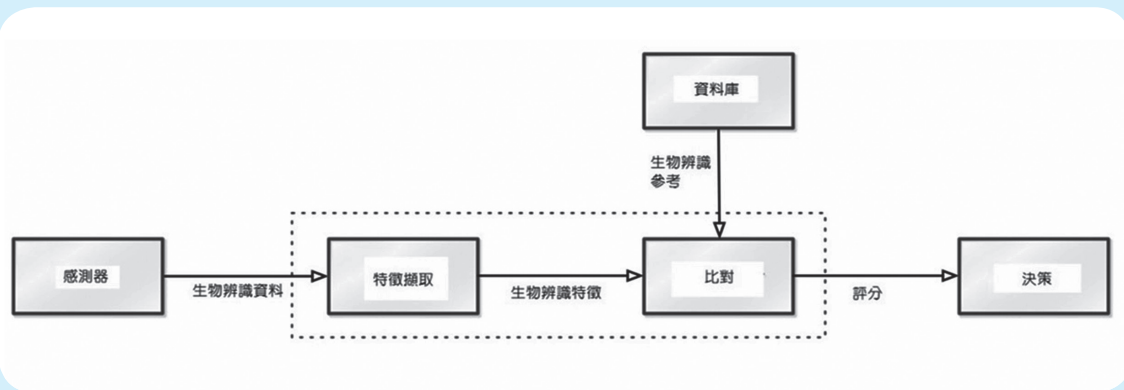 資料庫
生物辨識
參考
感測器
生物辨識資料
特徵擷取
生物辨識特徵
比對
評分
決策